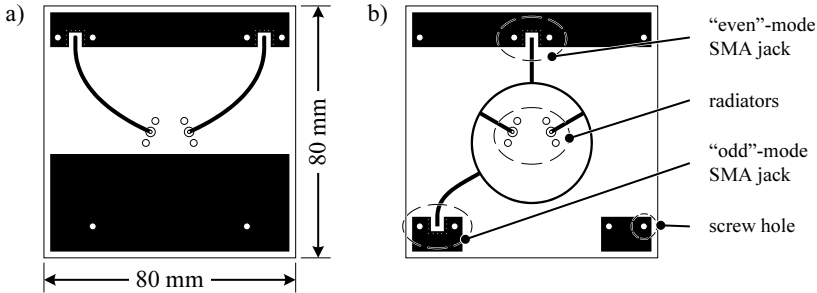 a)
b)
“even”-mode
SMA jack
radiators
“odd”-mode
SMA jack
screw hole
80 mm
80 mm